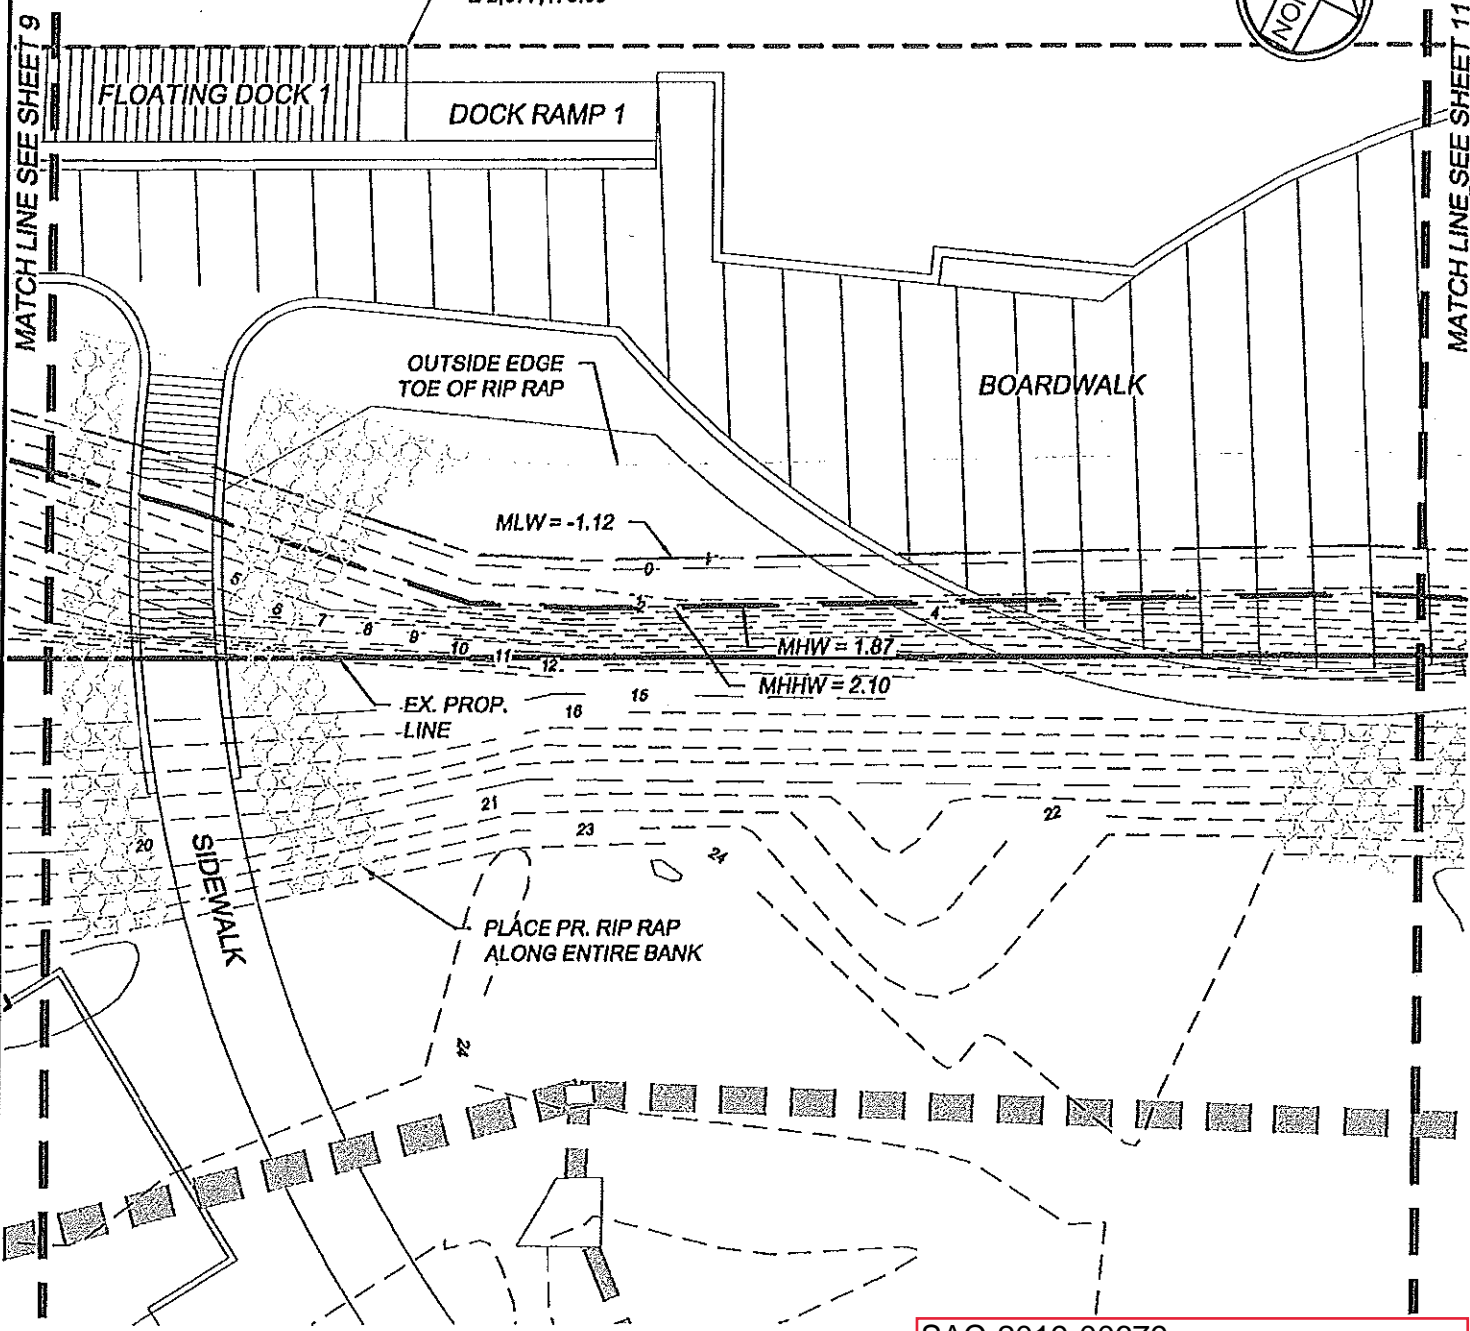 MATCH LINE SEE SHEET 9
MATCH LINE SEE SHEET 11
FLOATING DOCK 1
DOCK RAMP 1
OUTSIDE EDGE
TOE OF RIP RAP
BOARDWALK
MLW = -1.12
0
5
4
6
7
8
9
10
11
12
MHW = 1.87
MHHW = 2.10
15
16
EX. PROP.
LINE
21
22
23
24
20
SIDEWALK
PLACE PR. RIP RAP
ALONG ENTIRE BANK
24